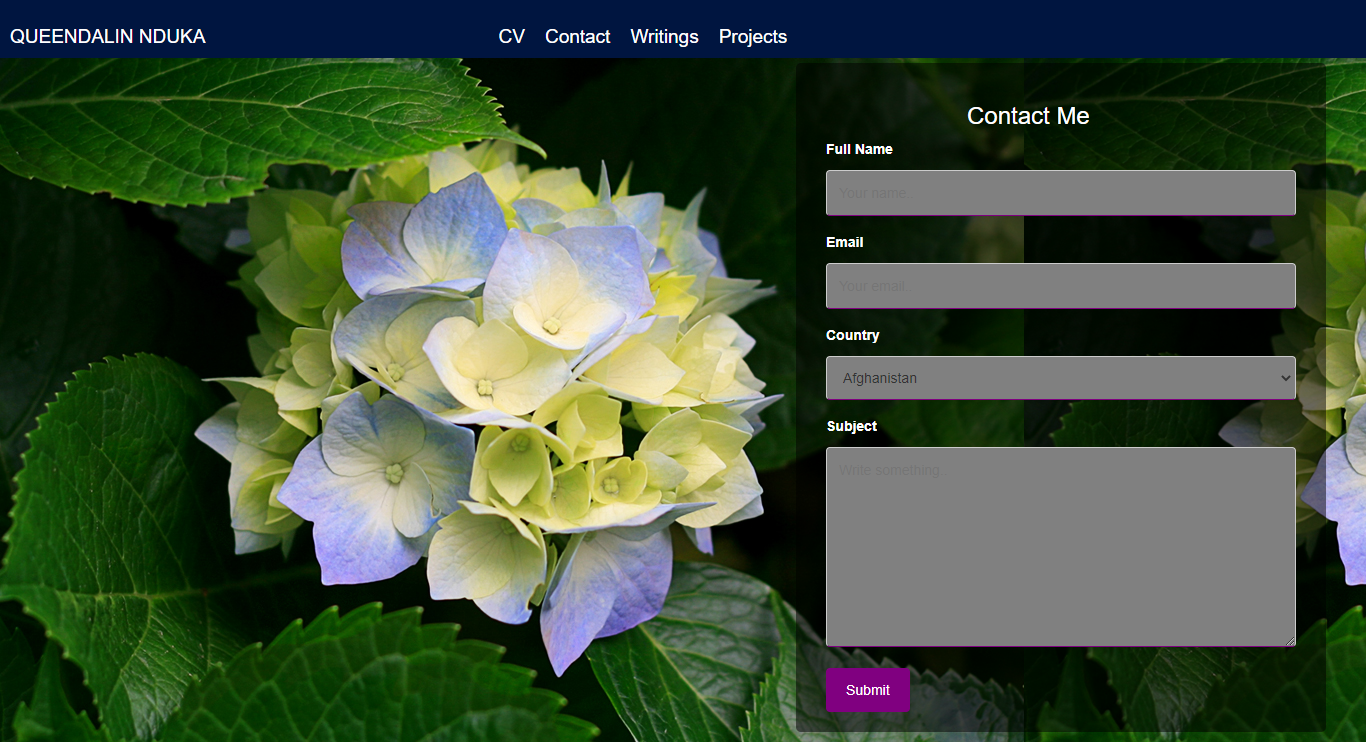 QUEENDALIN NDUKA
CV Contact Writings Projects
Contact Me
Full Name
Your name..
Email
Your email..
Country
Afghanistan
Subject
Write something..
Submit